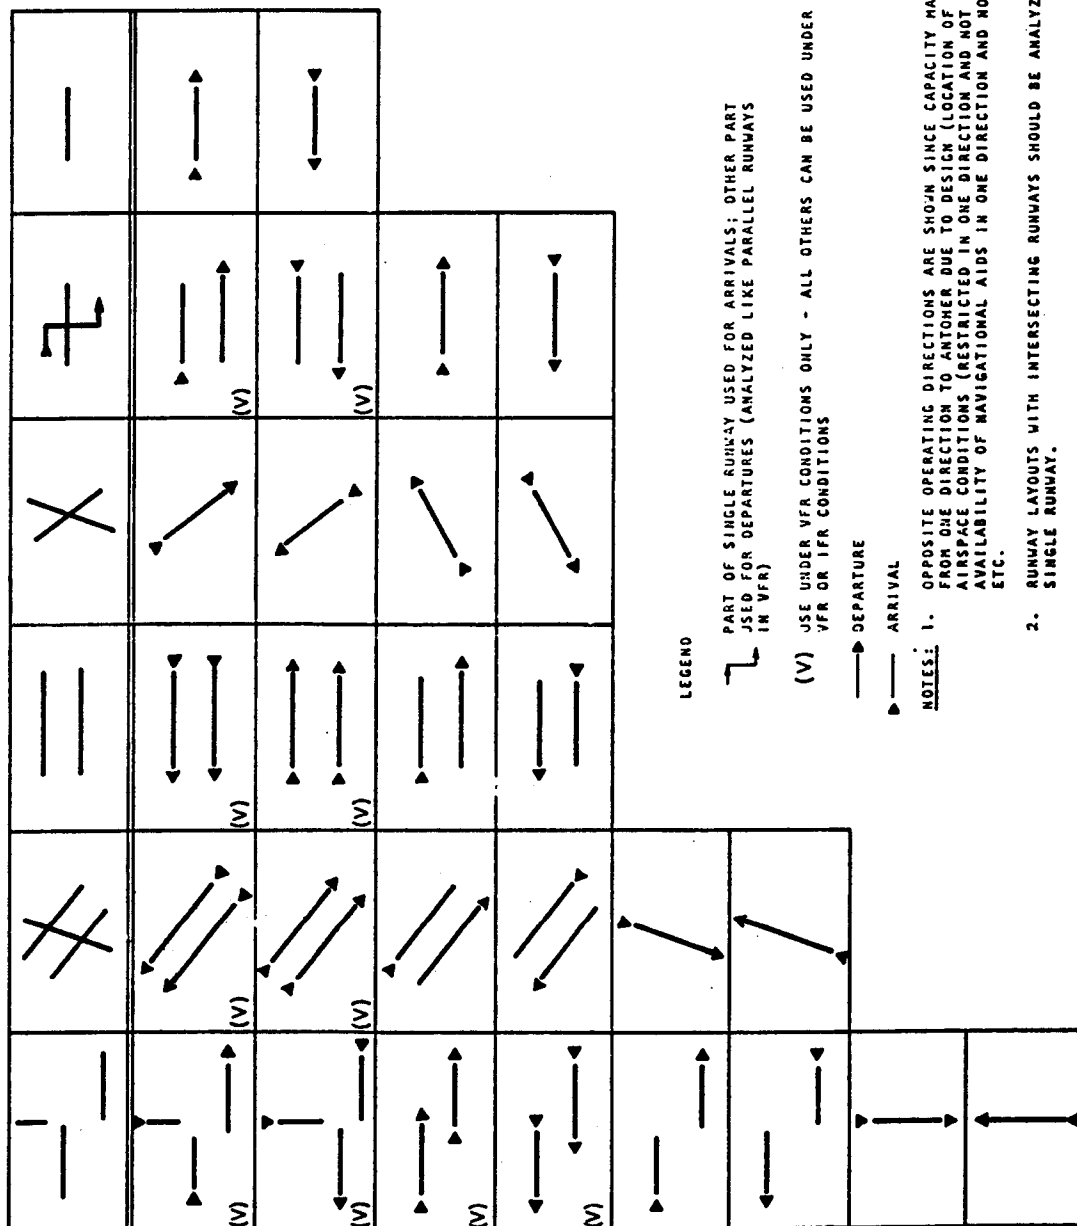 (V)
(V)
(V)
(V)
(V)
(V)
(V)
(V)
(V)
(V)
LEGEND
PART OF SINGLE RUNWAY USED FOR ARRIVALS; OTHER PART
USED FOR DEPARTURES (ANALYZED LIKE PARALLEL RUNWAYS
IN VFR)
(V) USE UNDER VFR CONDITIONS ONLY - ALL OTHERS CAN BE USED UNDER
VFR OR IFR CONDITIONS
DEPARTURE
ARRIVAL
NOTES: 1. OPPOSITE OPERATING DIRECTIONS ARE SHOWN SINCE CAPACITY
FROM ONE DIRECTION TO ANTOHER DUE TO DESIGN (LOCATION OF
AIRSPACE CONDITIONS (RESTRICTED IN ONE DIRECTION AND NOT
AVAILABILITY OF NAVIGATIONAL AIDS IN ONE DIRECTION AND
ETC.
2. RUNWAY LAYOUTS WITH INTERSECTING RUNWAYS SHOULD BE
SINGLE RUNWAY.